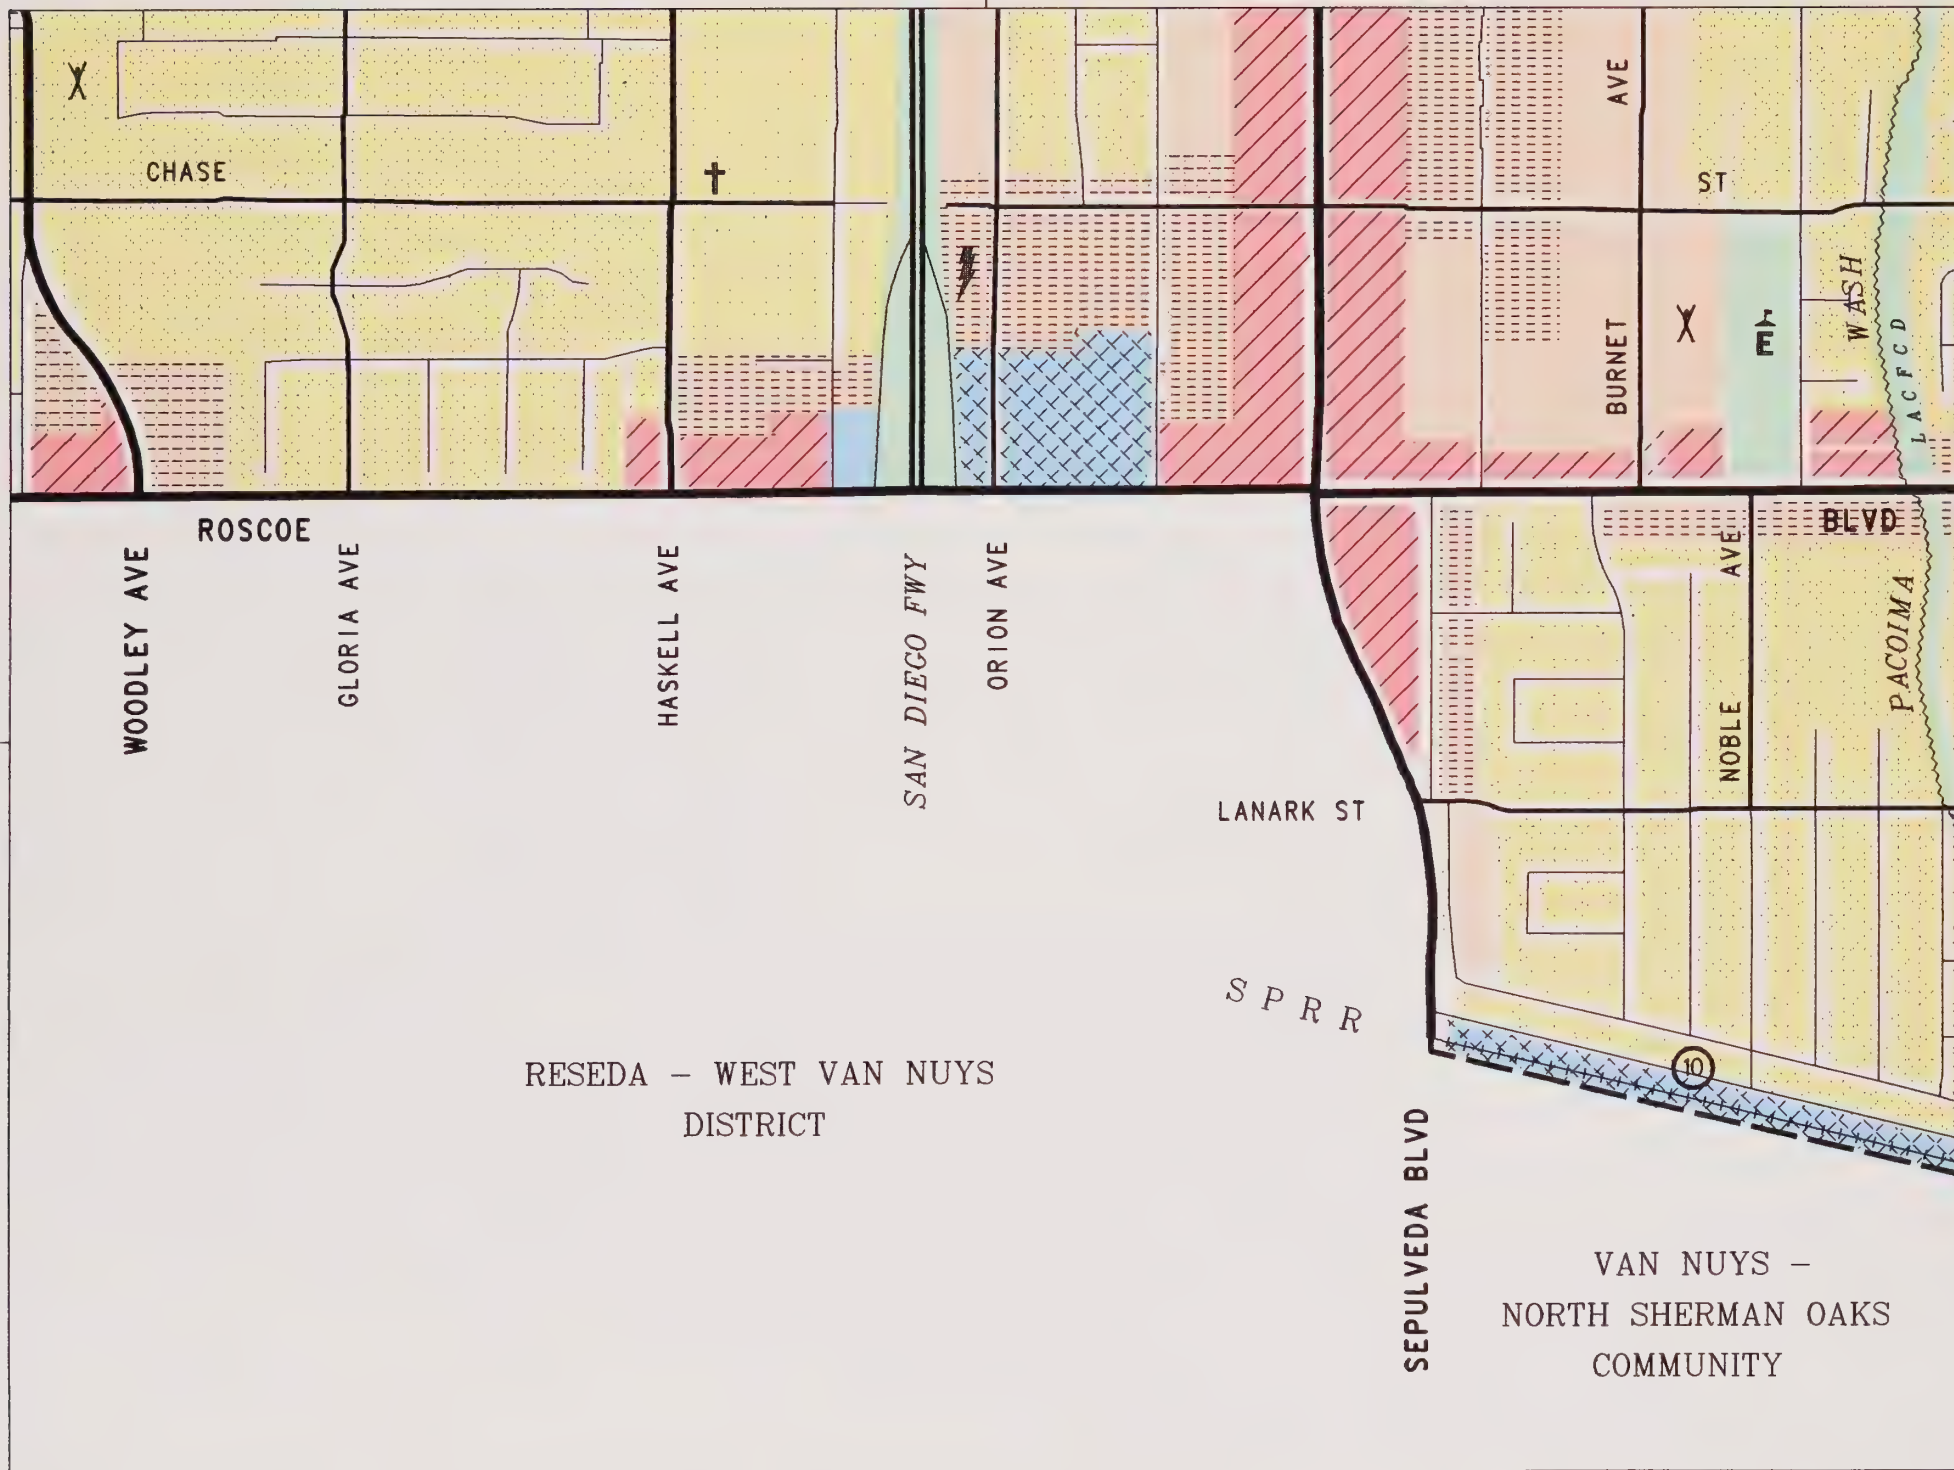 CHASE
ST
AVE
BURNET
WASH
LACFCD
ROSCOE
BLVD
WOODLEY AVE
GLORIA AVE
HASKELL AVE
SAN DIEGO FWY
ORION AVE
NOBLE AVE
PACOIMA
LANARK ST
SPRR
10
RESEDA – WEST VAN NUYS
DISTRICT
SEPULVEDA BLVD
VAN NUYS –
NORTH SHERMAN OAKS
COMMUNITY